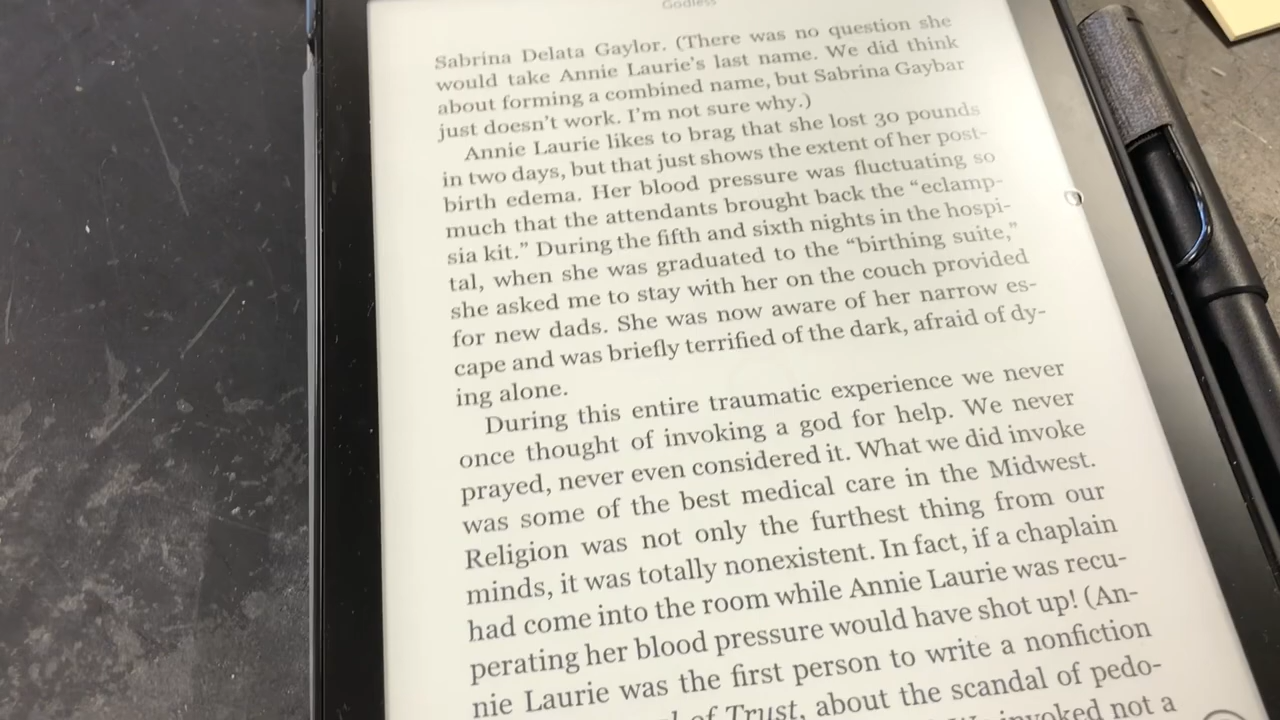 Godless
Sabrina Delata Gaylor. (There was no question she
would take Annie Laurie’s last name. We did think
about forming a combined name, but Sabrina Gaybar
just doesn’t work. I’m not sure why.)
Annie Laurie likes to brag that she lost 30 pounds
in two days, but that just shows the extent of her post-
birth edema. Her blood pressure was fluctuating so
much that the attendants brought back the “eclamp-
sia kit.” During the fifth and sixth nights in the hospi-
tal, when she was graduated to the “birthing suite,”
she asked me to stay with her on the couch provided
for new dads. She was now aware of her narrow es-
cape and was briefly terrified of the dark, afraid of dy-
ing alone.
During this entire traumatic experience we never
once thought of invoking a god for help. We never
prayed, never even considered it. What we did invoke
was some of the best medical care in the Midwest.
Religion was not only the furthest thing from our
minds, it was totally nonexistent. In fact, if a chaplain
had come into the room while Annie Laurie was recu-
perating her blood pressure would have shot up! (An-
nie Laurie was the first person to write a nonfiction
of Trust, about the scandal of pedo-
invoked not a